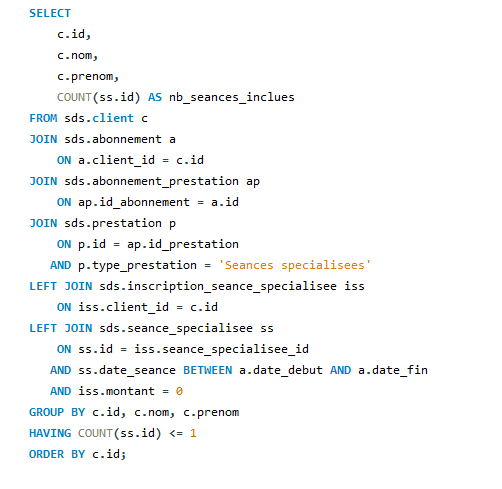 SELECT
    c.id,
    c.nom,
    c.prenom,
    COUNT(ss.id) AS nb_seances_inclues
FROM sds.client c
JOIN sds.abonnement a
    ON a.client_id = c.id
JOIN sds.abonnement_prestation ap
    ON ap.id_abonnement = a.id
JOIN sds.prestation p
    ON p.id = ap.id_prestation
   AND p.type_prestation = 'Seances specialisees'
LEFT JOIN sds.inscription_seance_specialisee iss
    ON iss.client_id = c.id
LEFT JOIN sds.seance_specialisee ss
    ON ss.id = iss.seance_specialisee_id
   AND ss.date_seance BETWEEN a.date_debut AND a.date_fin
   AND iss.montant = 0
GROUP BY c.id, c.nom, c.prenom
HAVING COUNT(ss.id) <= 1
ORDER BY c.id;